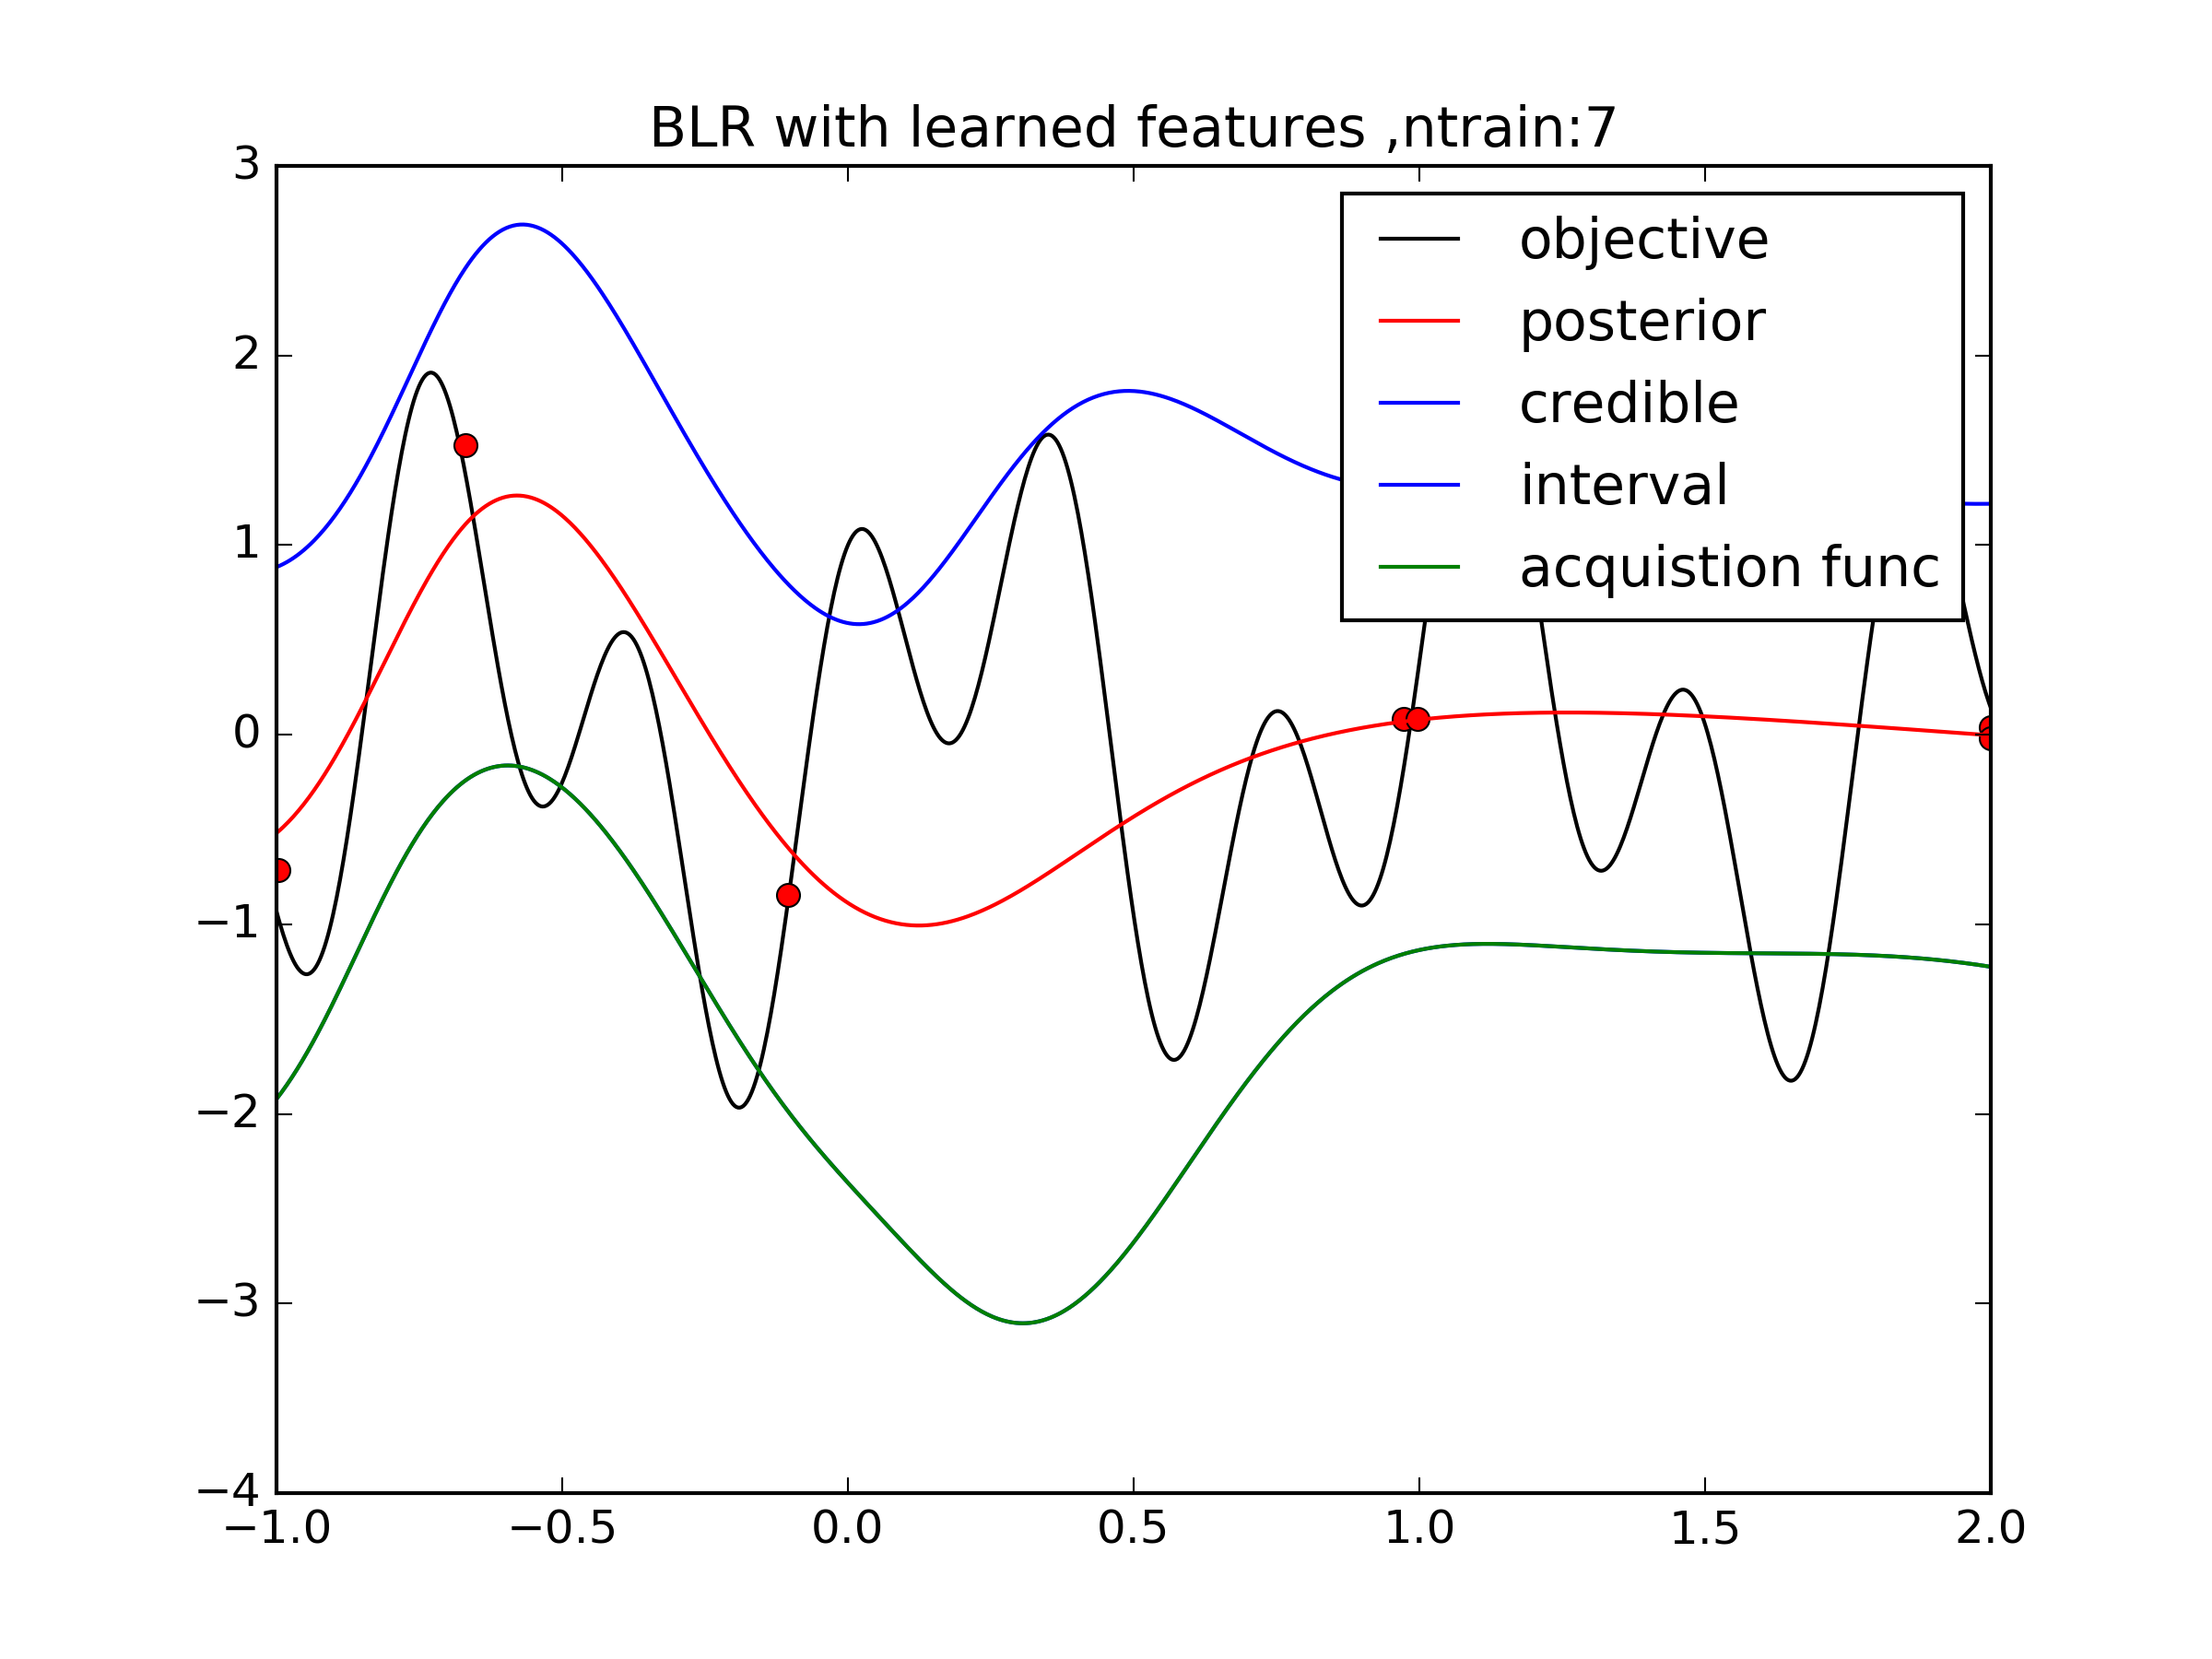 BLR with learned features ,ntrain:7
3
2
1
0
−1
−2
−3
−4
objective
posterior
credible
interval
acquistion func
−1.0 −0.5 0.0 0.5 1.0 1.5 2.0